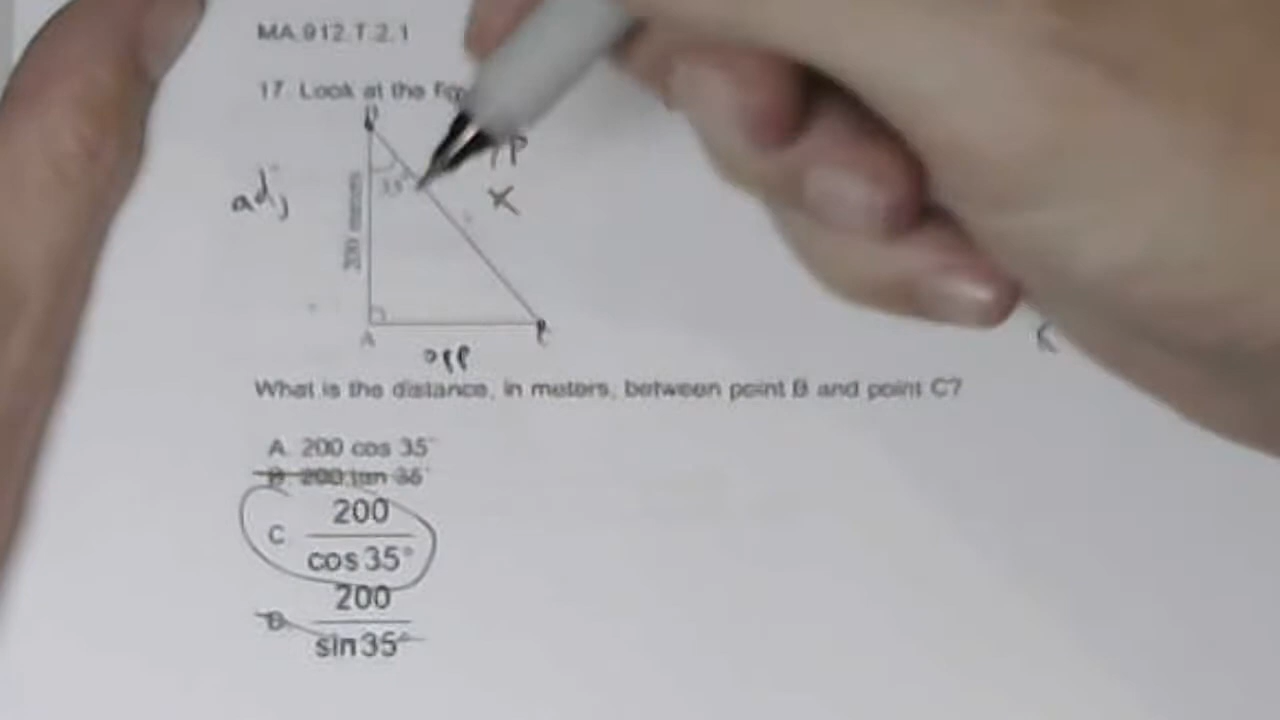 MA.912.T.2.1
17. Look at the
adj
200 meters
35°
x
A
opp
What is the distance, in meters, between point B and point C?
A. 200 cos 35°
B. 200 tan 35°
C. 200
cos 35°
D. 200
sin 35°